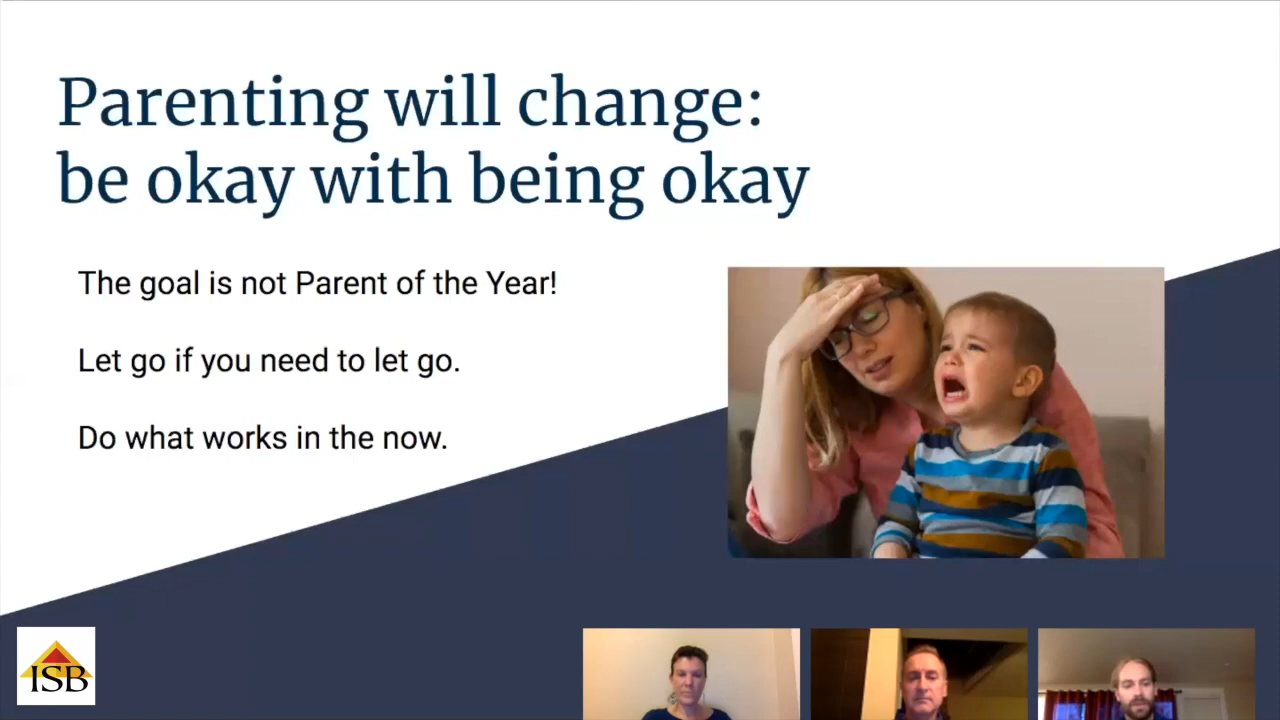 Parenting will change:
be okay with being okay
The goal is not Parent of the Year!
Let go if you need to let go.
Do what works in the now.
ISB